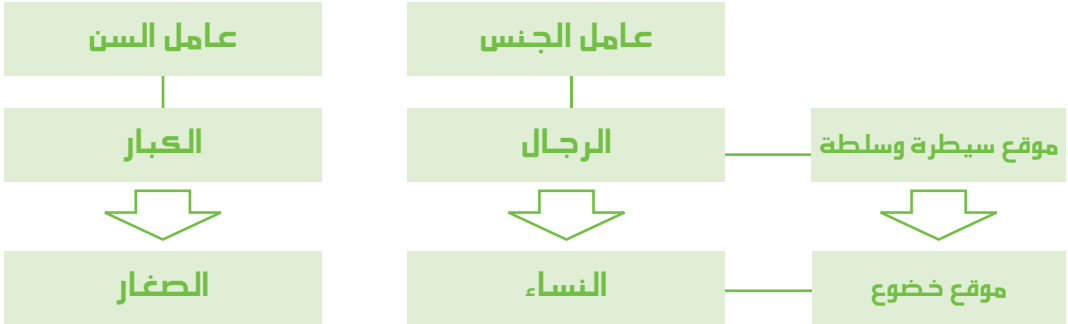 عامل الجنس
عامل السن
موقع سيطرة وسلطة
الرجال
الكبار
موقع خضوع
النساء
الصغار